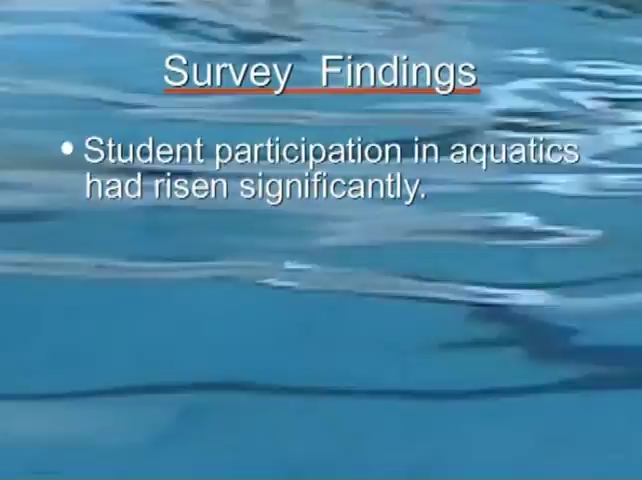 Survey Findings
• Student participation in aquatics
had risen significantly.